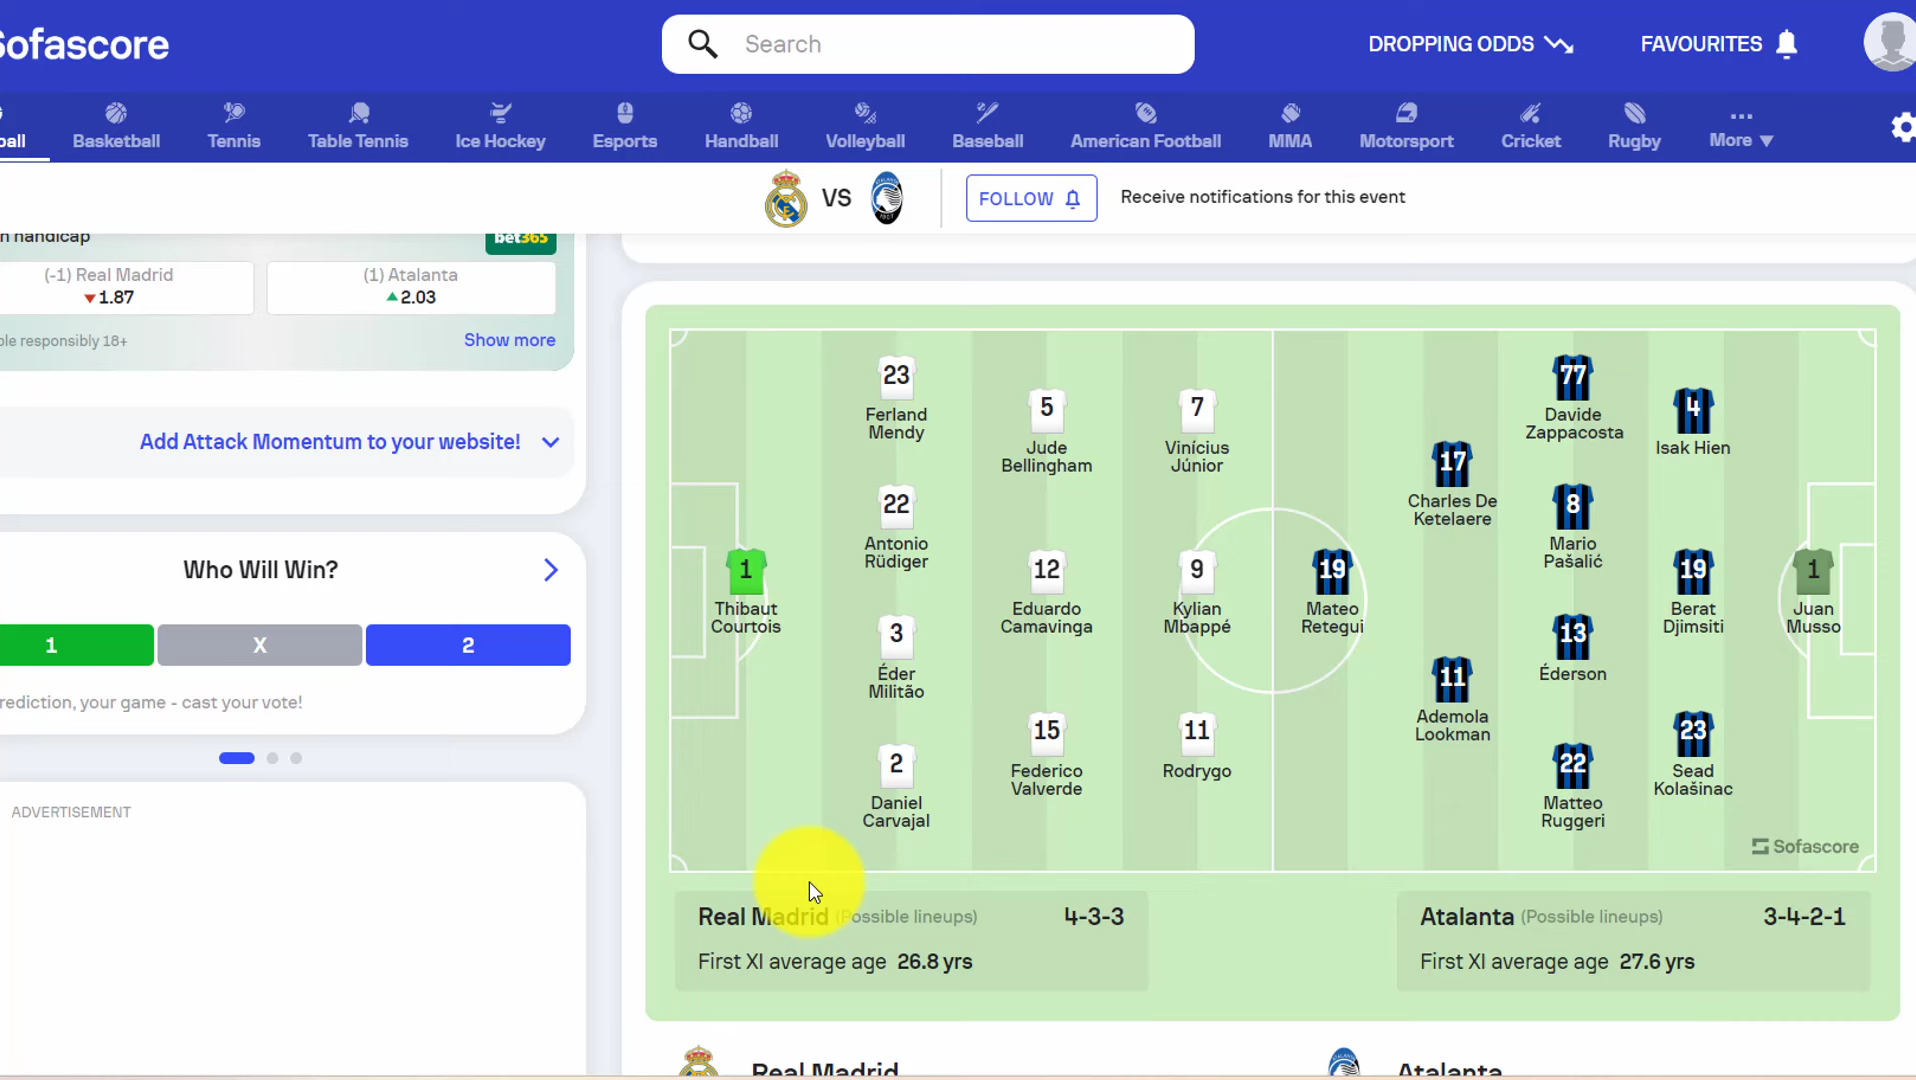 Sofascore
Search
DROPPING ODDS
FAVOURITES
ball
Basketball
Tennis
Table Tennis
Ice Hockey
Esports
Handball
Volleyball
Baseball
American Football
MMA
Motorsport
Cricket
Rugby
More
VS
FOLLOW
Receive notifications for this event
n handicap
bet365
(-1) Real Madrid
1.87
(1) Atalanta
2.03
ble responsibly 18+
Show more
Add Attack Momentum to your website!
Who Will Win?
1
X
2
rediction, your game - cast your vote!
ADVERTISEMENT
1
Thibaut
Courtois
23
Ferland
Mendy
22
Antonio
Rüdiger
3
Éder
Militão
2
Daniel
Carvajal
5
Jude
Bellingham
12
Eduardo
Camavinga
15
Federico
Valverde
7
Vinícius
Júnior
9
Kylian
Mbappé
11
Rodrygo
19
Mateo
Retegui
17
Charles De
Ketelaere
11
Ademola
Lookman
77
Davide
Zappacosta
8
Mario
Pašalić
13
Éderson
22
Matteo
Ruggeri
4
Isak Hien
19
Berat
Djimsiti
23
Sead
Kolašinac
1
Juan
Musso
Sofascore
Real Madrid (Possible lineups) 4-3-3
First XI average age 26.8 yrs
Atalanta (Possible lineups) 3-4-2-1
First XI average age 27.6 yrs
Real Madrid
Atalanta